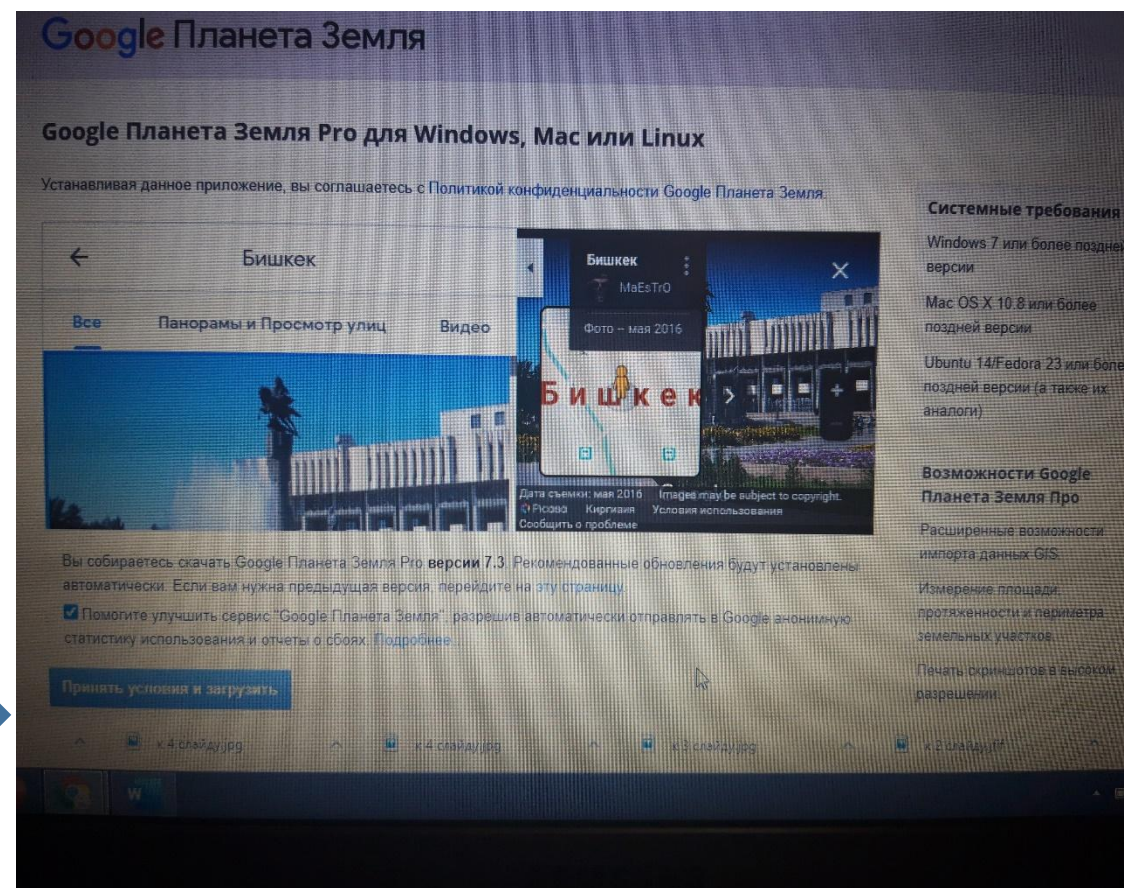 Google Планета Земля
Google Планета Земля Pro для Windows, Mac или Linux
Устанавливая данное приложение, вы соглашаетесь с Политикой конфиденциальности Google Планета Земля.
Бишкек
Все Панорамы и Просмотр улиц Видео
Бишкек
MaEsTrO
Фото – мая 2016
Бишкек
Дата съемки: мая 2016 Images may be subject to copyright.
Киргизия Условия использования
Сообщить о проблеме
Вы собираетесь скачать Google Планета Земля Pro версии 7.3. Рекомендованные обновления будут установлены
автоматически. Если вам нужна предыдущая версия, перейдите на эту страницу.
Помогите улучшить сервис "Google Планета Земля", разрешив автоматически отправлять в Google анонимную
статистику использования и отчеты о сбоях. Подробнее...
Принять условия и загрузить
Системные требования
Windows 7 или более поздней
версии
Mac OS X 10.8 или более
поздней версии
Ubuntu 14/Fedora 23 или боле
поздней версии (а также их
аналоги)
Возможности Google
Планета Земля Про
Расширенные возможности
импорта данных GIS.
Измерение площади,
протяженности и периметра
земельных участков.
Печать скриншотов в высоком
разрешении.
к 4 слайду.jpg к 4 слайду.jpg к 3 слайду.jpg
W